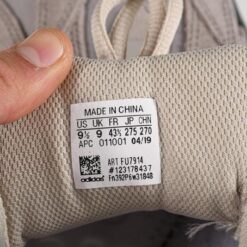 MADE IN CHINA
US UK FR JP CHN
9½ 9 43⅓ 275 270
APC 011001 04/19
ART FU7914
#123178437
adidas Fn392P6w31848